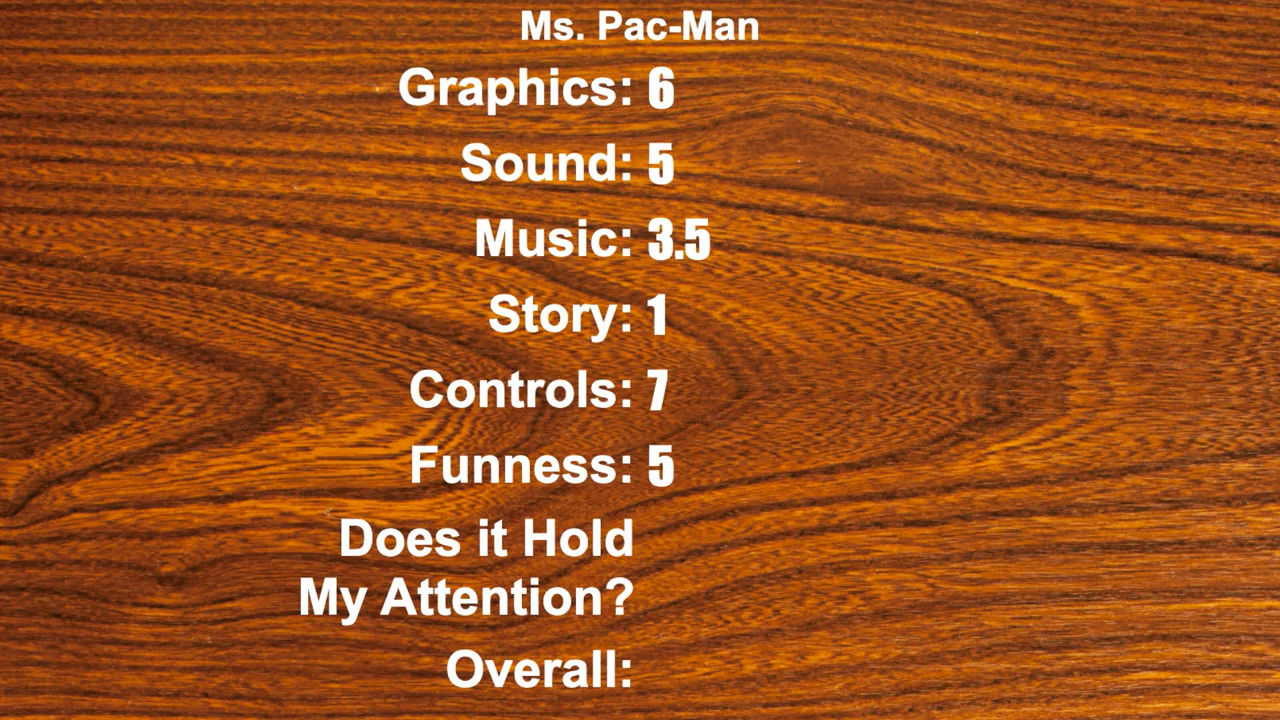 Ms. Pac-Man
Graphics: 6
Sound: 5
Music: 3.5
Story: 1
Controls: 7
Funness: 5
Does it Hold
My Attention?
Overall: